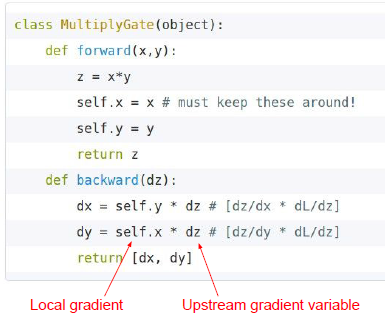 class MultiplyGate(object):
    def forward(x,y):
        z = x*y
        self.x = x # must keep these around!
        self.y = y
        return z
    def backward(dz):
        dx = self.y * dz # [dz/dx * dL/dz]
        dy = self.x * dz # [dz/dy * dL/dz]
        return [dx, dy]
Local gradient Upstream gradient variable